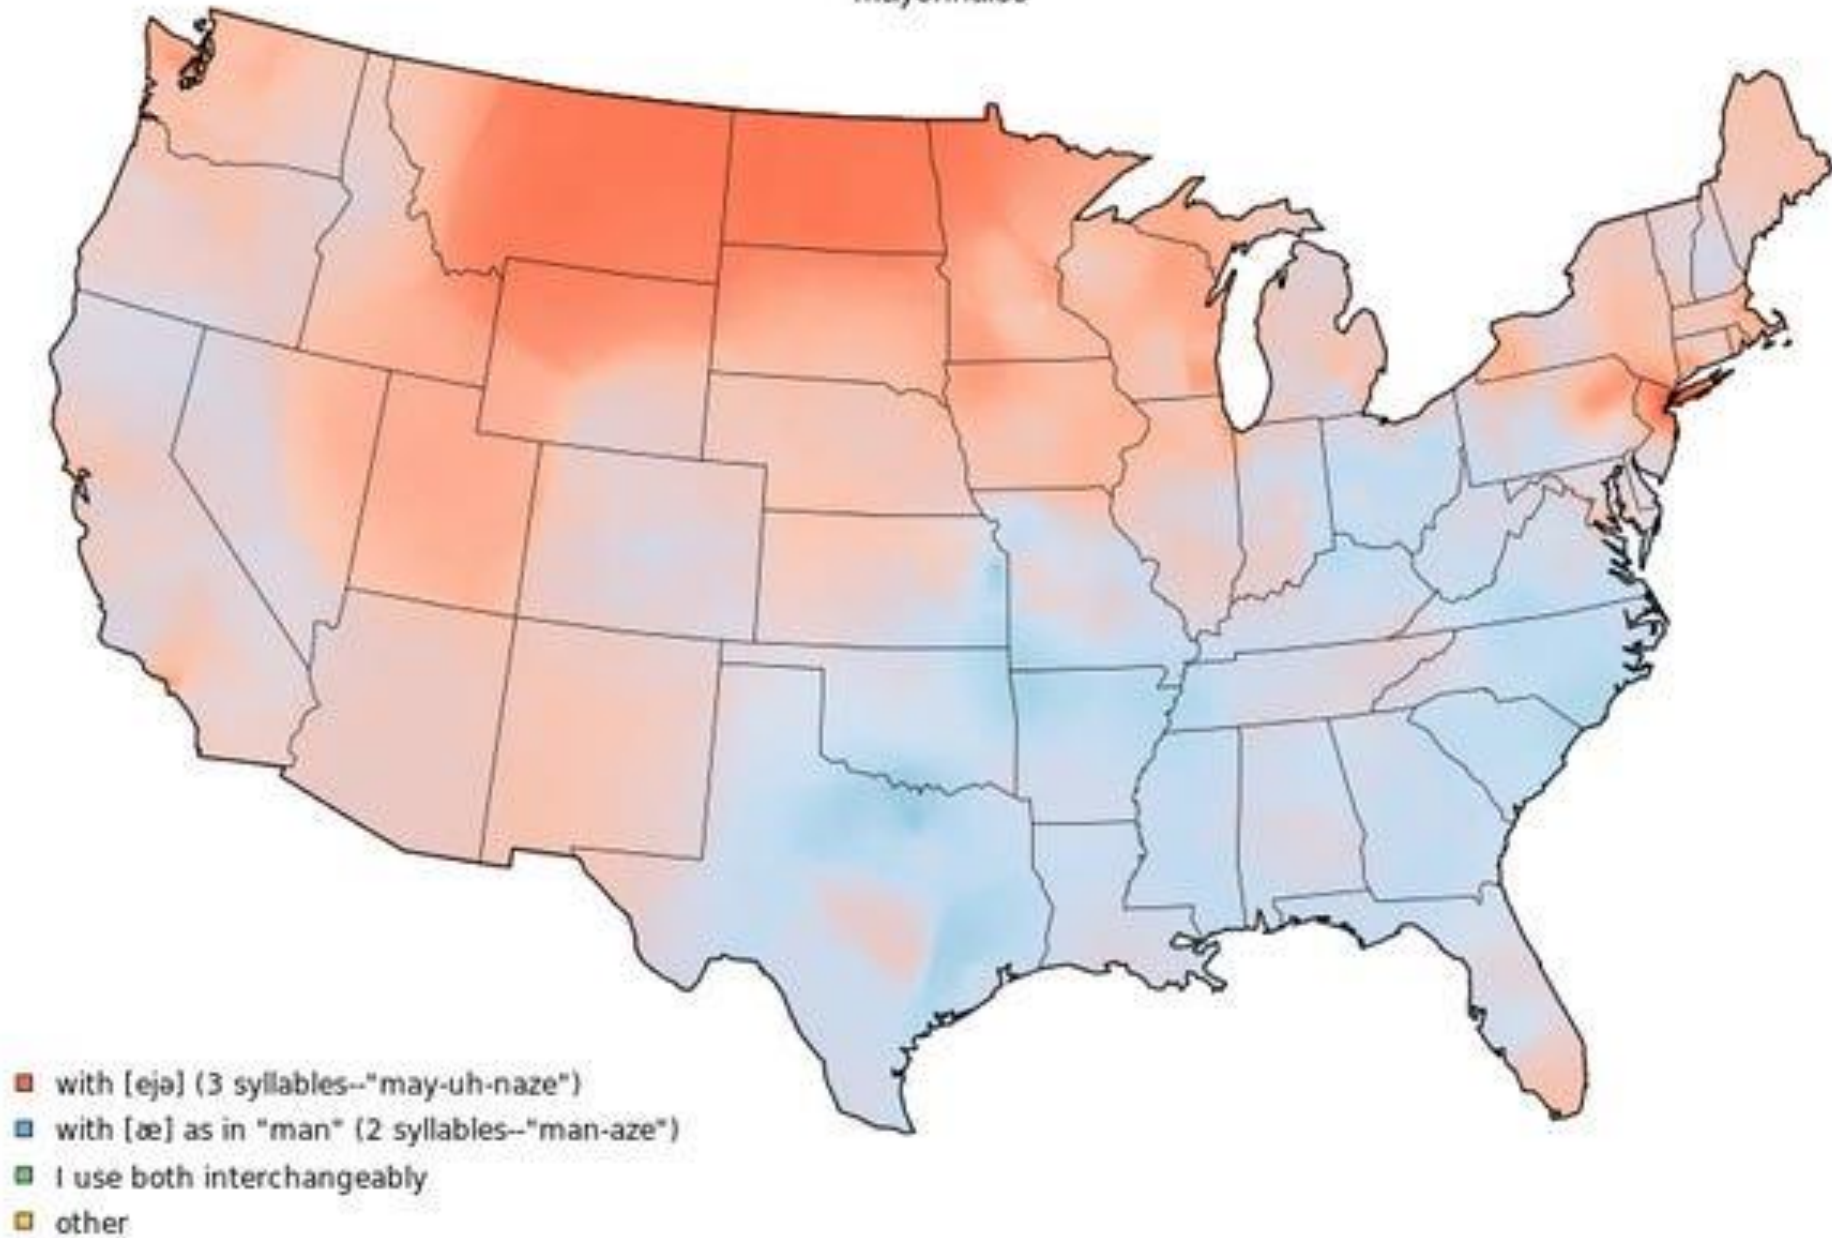 mayonnaise
with [ejə] (3 syllables--"may-uh-naze")
with [æ] as in "man" (2 syllables--"man-aze")
I use both interchangeably
other